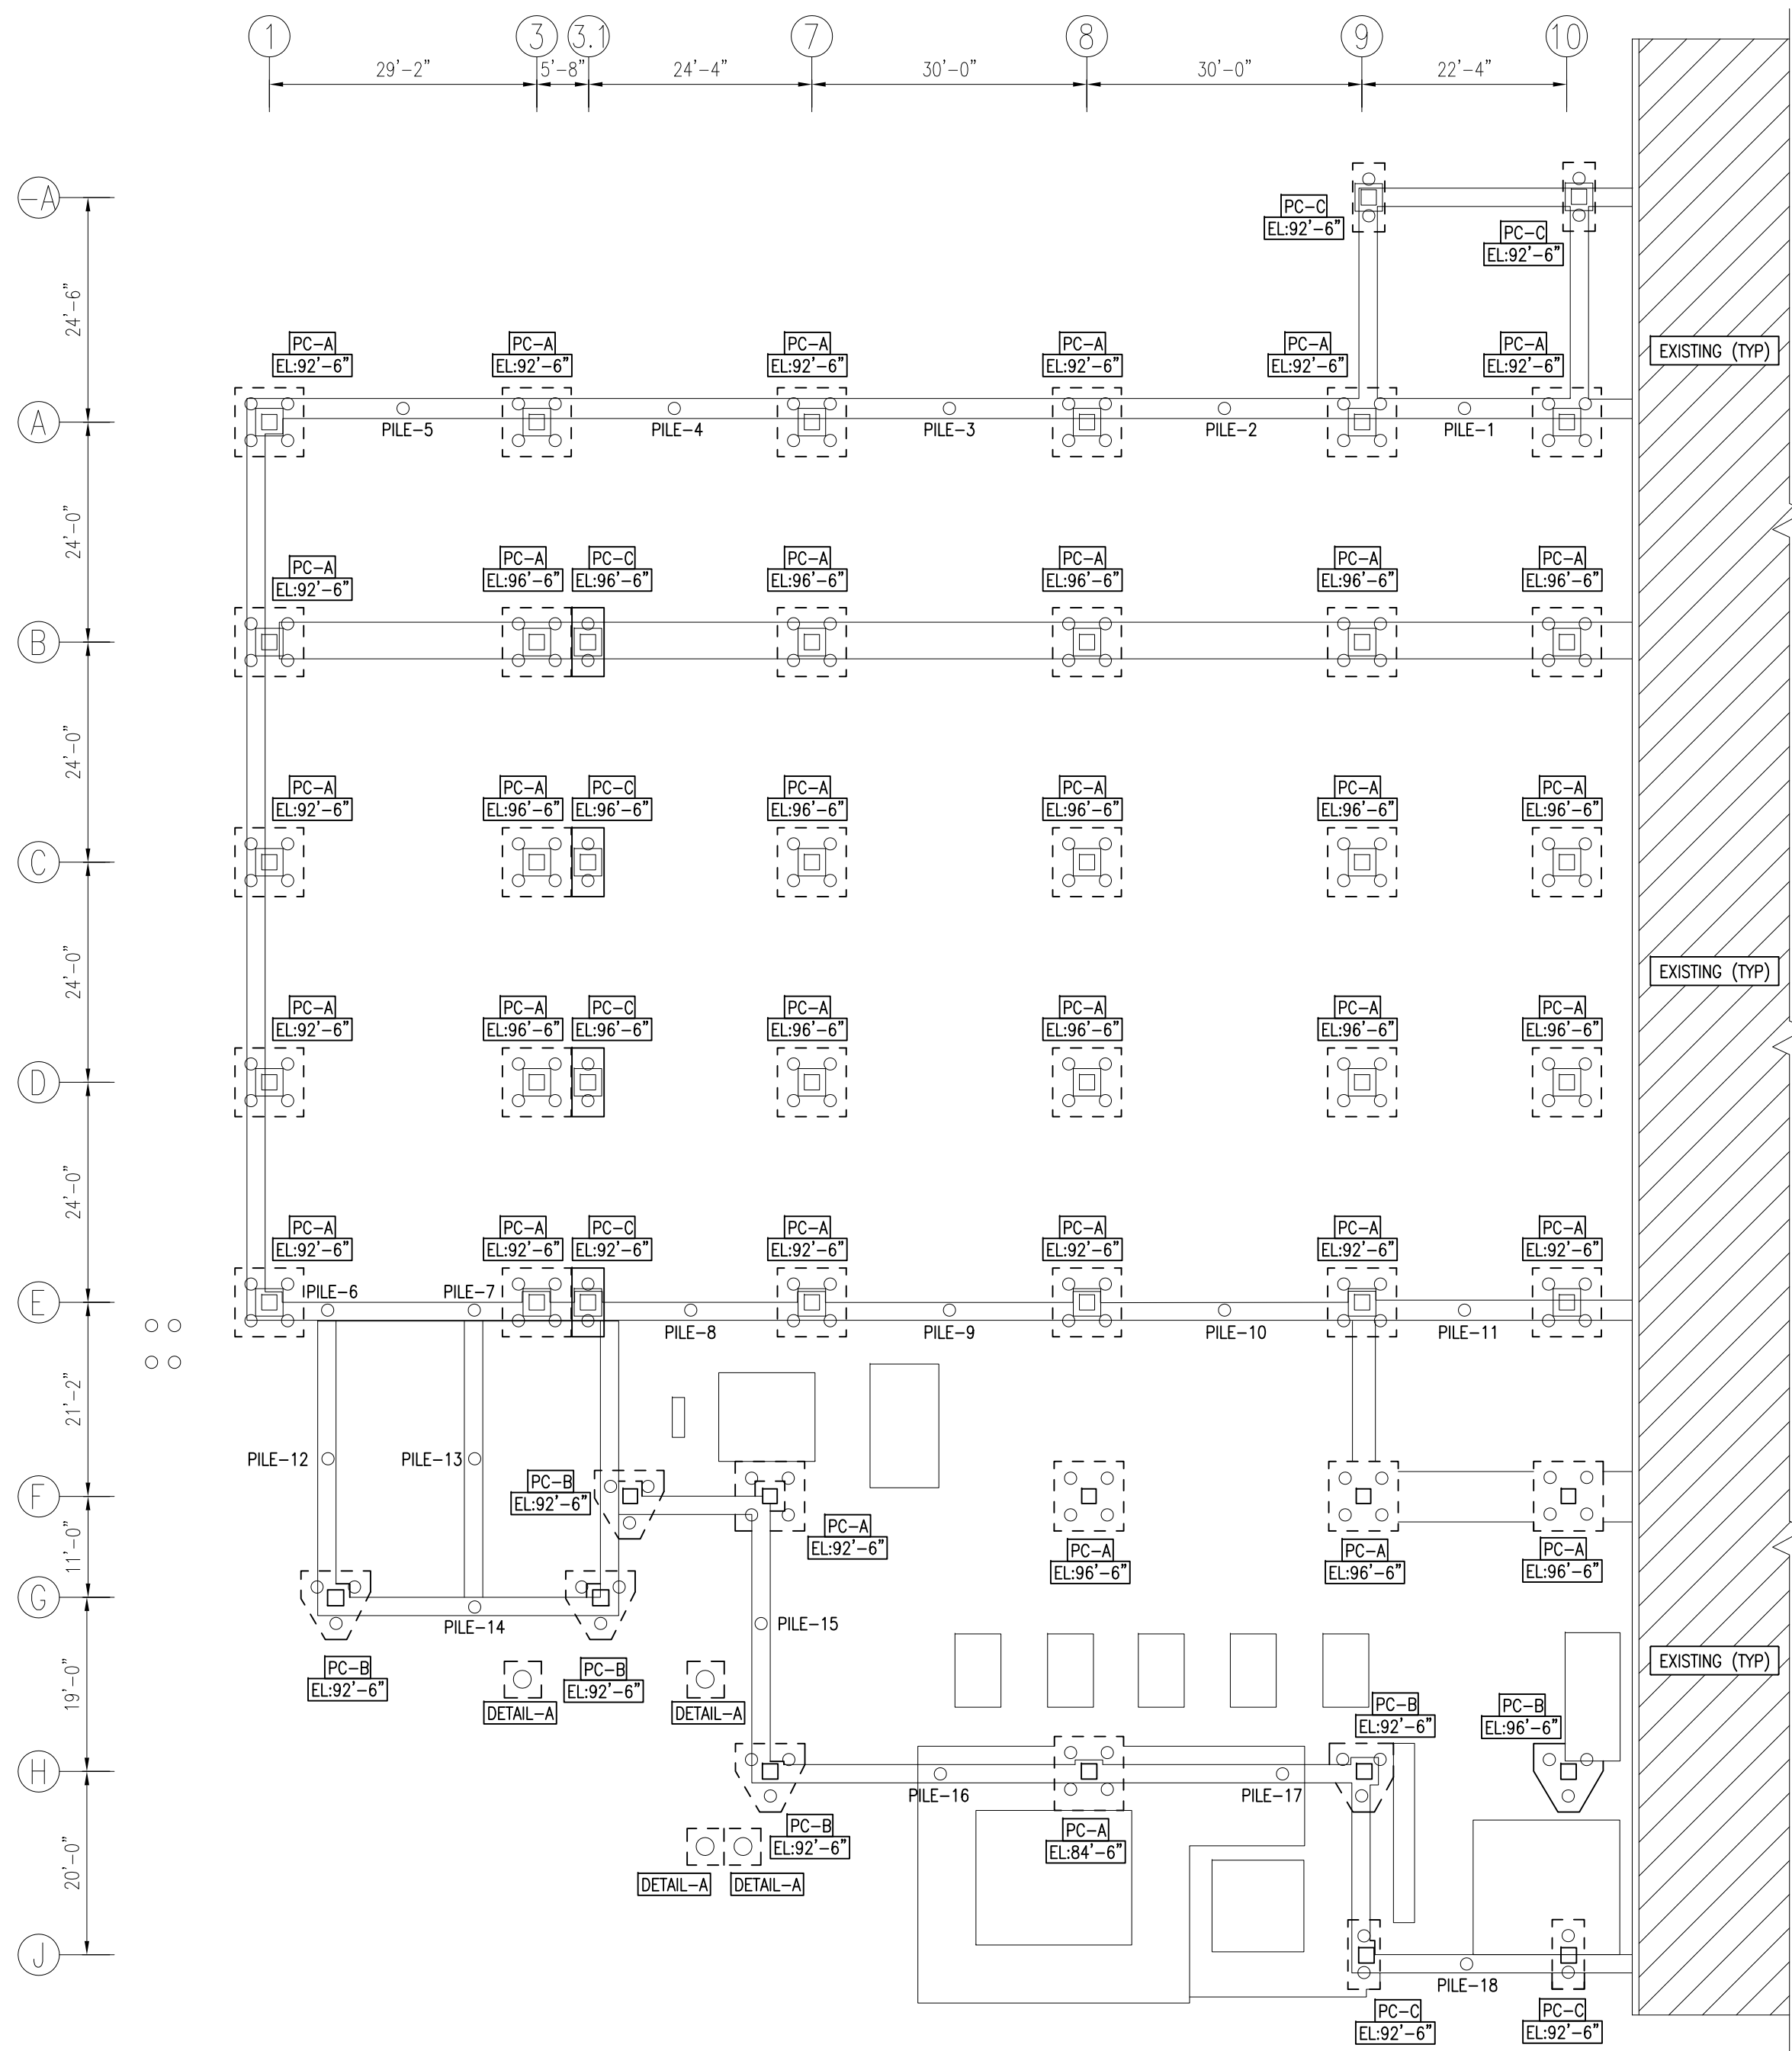 1 3 3.1 7 8 9 10
29'-2" 5'-8" 24'-4" 30'-0" 30'-0" 22'-4"
-A
PC-C
EL:92'-6"
PC-C
EL:92'-6"
24'-6"
PC-A PC-A PC-A PC-A PC-A PC-A
EL:92'-6" EL:92'-6" EL:92'-6" EL:92'-6" EL:92'-6" EL:92'-6"
EXISTING (TYP)
A
PILE-5 PILE-4 PILE-3 PILE-2 PILE-1
24'-0"
PC-A PC-A PC-C PC-A PC-A PC-A PC-A
EL:92'-6" EL:96'-6" EL:96'-6" EL:96'-6" EL:96'-6" EL:96'-6" EL:96'-6"
B
24'-0"
PC-A PC-A PC-C PC-A PC-A PC-A PC-A
EL:92'-6" EL:96'-6" EL:96'-6" EL:96'-6" EL:96'-6" EL:96'-6" EL:96'-6"
C
24'-0"
EXISTING (TYP)
PC-A PC-A PC-C PC-A PC-A PC-A PC-A
EL:92'-6" EL:96'-6" EL:96'-6" EL:96'-6" EL:96'-6" EL:96'-6" EL:96'-6"
D
24'-0"
PC-A PC-A PC-C PC-A PC-A PC-A PC-A
EL:92'-6" EL:92'-6" EL:92'-6" EL:92'-6" EL:92'-6" EL:92'-6" EL:92'-6"
E
PILE-6 PILE-7
PILE-8 PILE-9 PILE-10 PILE-11
21'-2"
PILE-12 PILE-13
PC-B
EL:92'-6"
F
PC-A
EL:92'-6"
PC-A PC-A PC-A
EL:96'-6" EL:96'-6" EL:96'-6"
11'-0"
G
PILE-14 PILE-15
PC-B PC-B
EL:92'-6" EL:92'-6"
EXISTING (TYP)
19'-0"
DETAIL-A DETAIL-A
PC-B PC-B
EL:92'-6" EL:96'-6"
H
PILE-16 PILE-17
PC-B
EL:92'-6"
PC-A
EL:84'-6"
20'-0"
DETAIL-A DETAIL-A
J
PILE-18
PC-C PC-C
EL:92'-6" EL:92'-6"